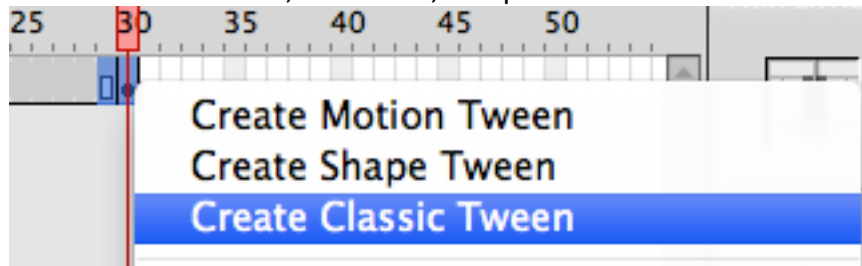 25 30 35 40 45 50
Create Motion Tween
Create Shape Tween
Create Classic Tween